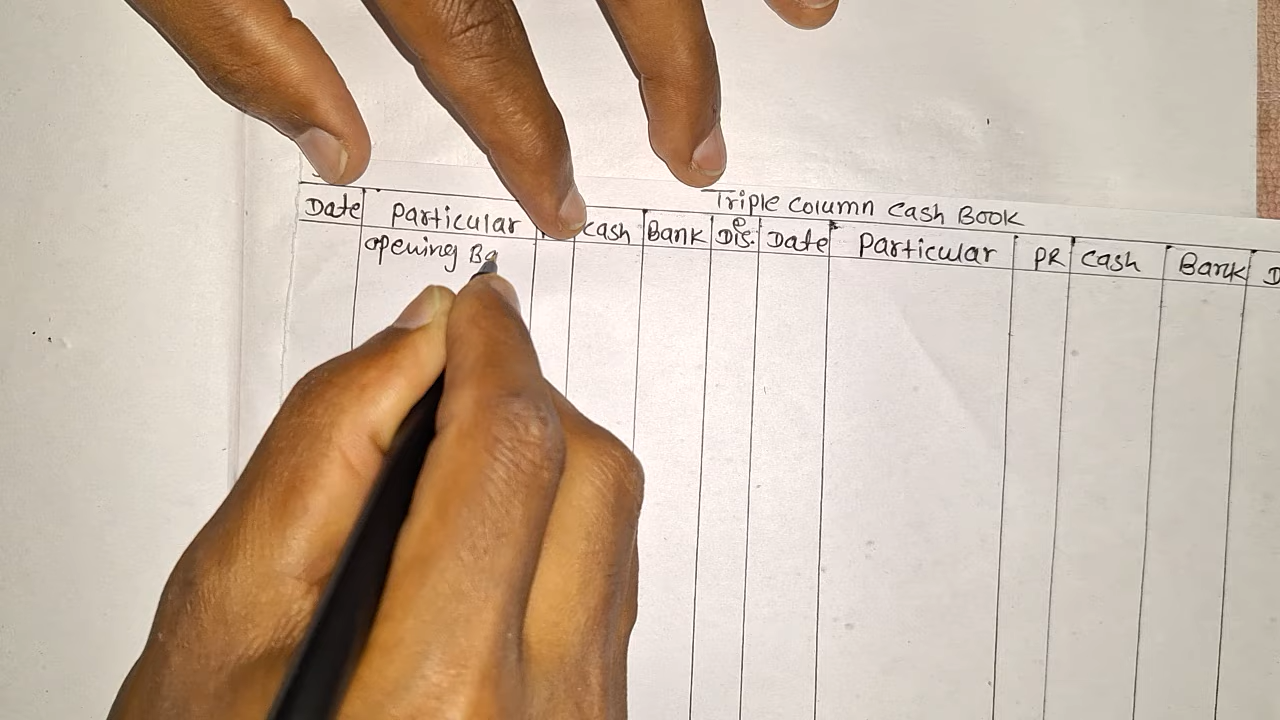 Triple Column Cash BOOK
Date Particular Cash Bank Dis. Date Particular PR Cash Bank D
opening Ba